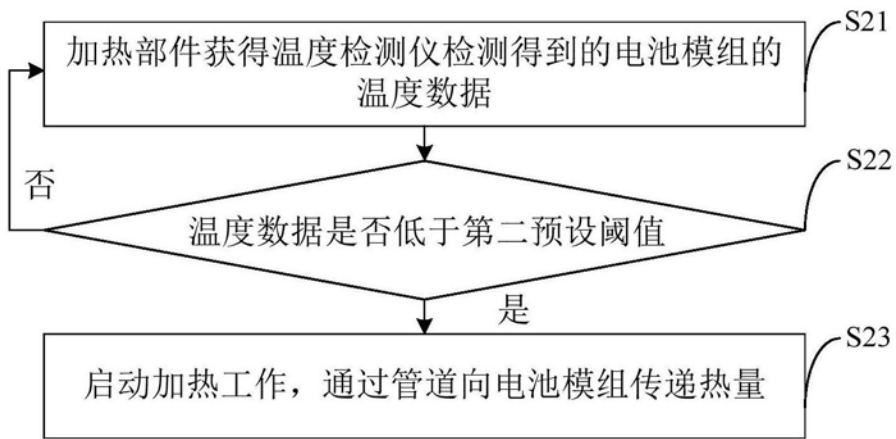 S21
加热部件获得温度检测仪检测得到的电池模组的
温度数据
S22
否
温度数据是否低于第二预设阈值
是
S23
启动加热工作，通过管道向电池模组传递热量